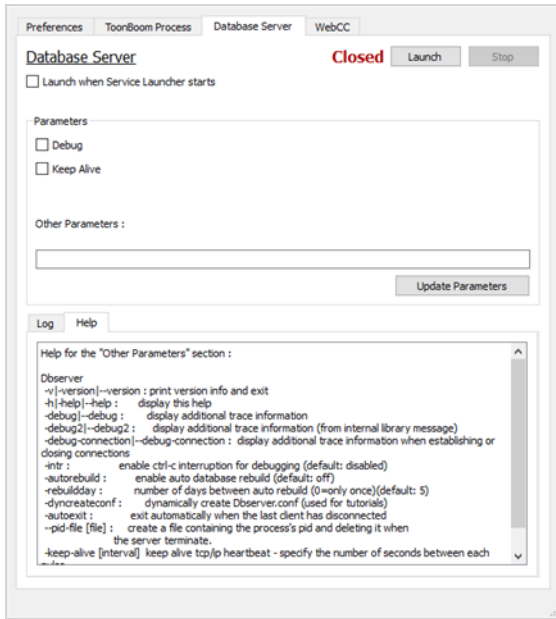 Preferences ToonBoom Process Database Server WebCC
Database Server Closed Launch Stop
Launch when Service Launcher starts
Parameters
Debug
Keep Alive
Other Parameters :
Update Parameters
Log Help
Help for the "Other Parameters" section :
Dbserver
-v|-version|--version : print version info and exit
-h|-help|--help : display this help
-debug|--debug : display additional trace information
-debug2|--debug2 : display additional trace information (from internal library message)
-debug-connection|--debug-connection : display additional trace information when establishing or
closing connections
-intr : enable ctrl-c interruption for debugging (default: disabled)
-autorebuild : enable auto database rebuild (default: off)
-rebuildday : number of days between auto rebuild (0=only once)(default: 5)
-dyncreateconf : dynamically create Dbserver.conf (used for tutorials)
-autoexit : exit automatically when the last client has disconnected
--pid-file [file] : create a file containing the process's pid and deleting it when
the server terminate.
-keep-alive [interval] keep alive tcp/ip heartbeat - specify the number of seconds between each